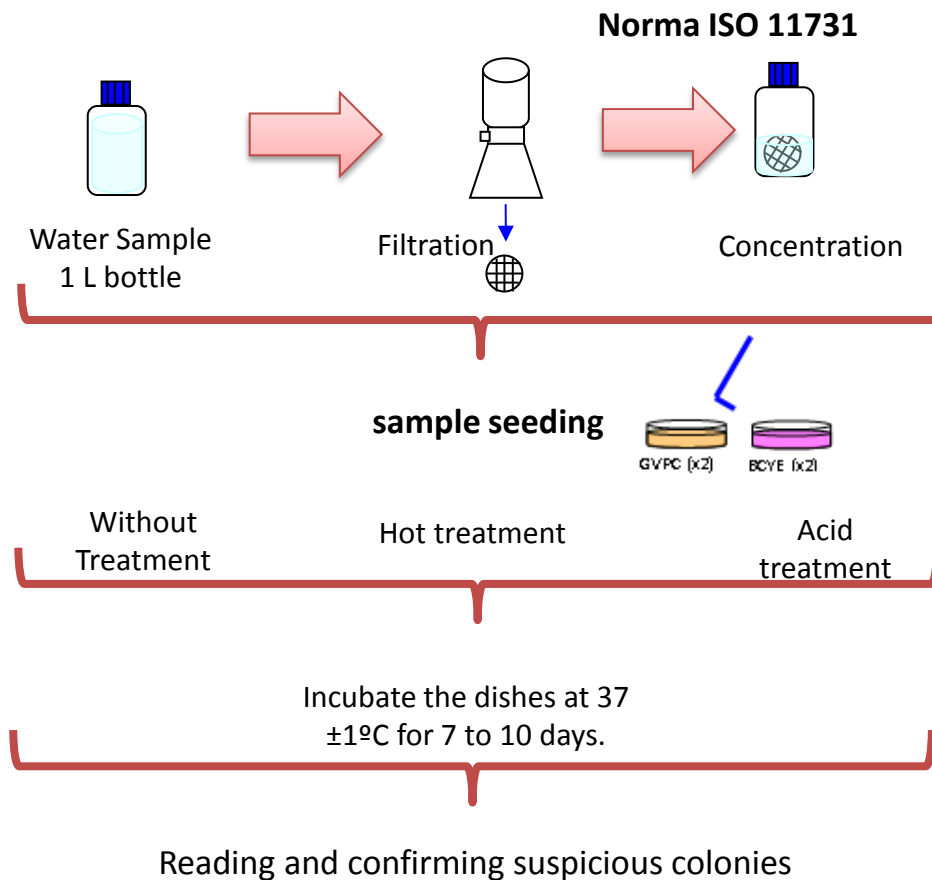 Norma ISO 11731
Water Sample
1 L bottle
Filtration
Concentration
sample seeding
GVPC (x2)
BCYE (x2)
Without
Treatment
Hot treatment
Acid
treatment
Incubate the dishes at 37
±1ºC for 7 to 10 days.
Reading and confirming suspicious colonies